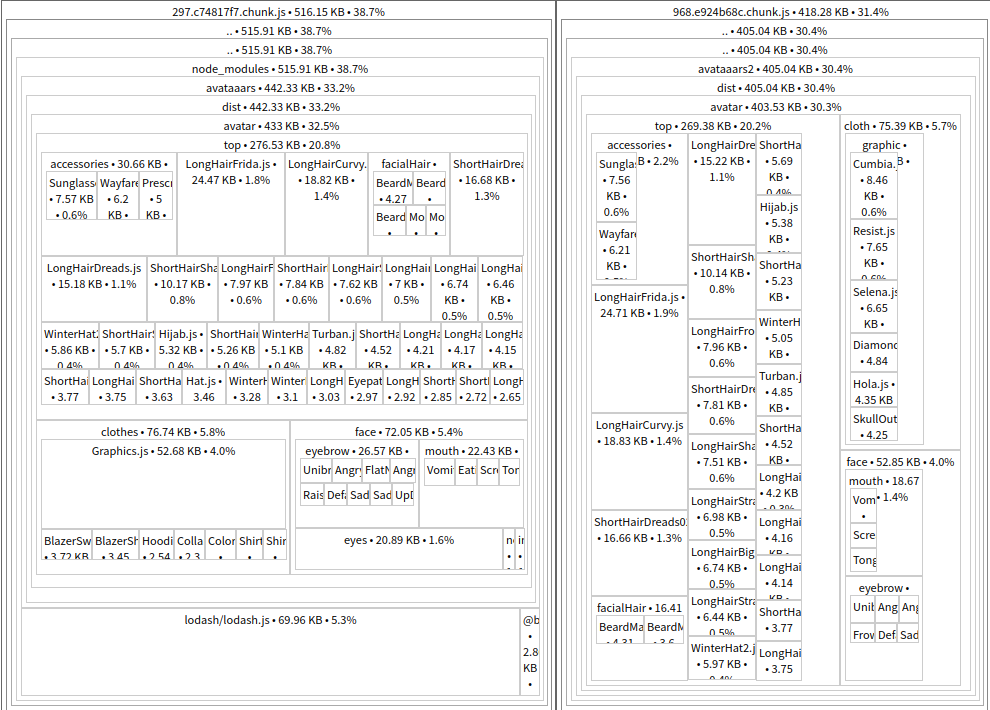 297.c74817f7.chunk.js • 516.15 KB • 38.7%
.. • 515.91 KB • 38.7%
.. • 515.91 KB • 38.7%
node_modules • 515.91 KB • 38.7%
avataaars • 442.33 KB • 33.2%
dist • 442.33 KB • 33.2%
avatar • 433 KB • 32.5%
top • 276.53 KB • 20.8%
accessories • 30.66 KB •
Sunglass
• 7.57 KB
• 0.6%
Wayfare
• 6.2
KB •
Prescr
• 5
KB •
LongHairFrida.js •
24.47 KB • 1.8%
LongHairCurvy.
• 18.82 KB •
1.4%
facialHair •
BeardM
• 4.27
Beard
•
Beard
•
Mo
•
Mo
•
ShortHairDrea
• 16.68 KB •
1.3%
LongHairDreads.js
• 15.18 KB • 1.1%
ShortHairSha
• 10.17 KB •
0.8%
LongHairF
• 7.97 KB
• 0.6%
ShortHair
• 7.84 KB
• 0.6%
LongHair
• 7.62 KB
• 0.6%
LongHair
• 7 KB •
0.5%
LongHai
• 6.74
KB •
0.5%
LongHai
• 6.46
KB •
0.5%
WinterHat2
• 5.86 KB •
0.4%
ShortHair
• 5.7 KB •
0.4%
Hijab.js •
5.32 KB •
0.4%
ShortHair
• 5.26 KB
• 0.4%
WinterHa
• 5.1 KB
• 0.4%
Turban.j
• 4.82
KB •
ShortHa
• 4.52
KB •
LongHa
• 4.21
KB •
LongHa
• 4.17
KB •
LongHa
• 4.15
KB •
ShortHai
• 3.77
LongHai
• 3.75
ShortHa
• 3.63
Hat.js •
3.46
WinterH
• 3.28
Winter
• 3.1
LongH
• 3.03
Eyepat
• 2.97
LongH
• 2.92
Short
• 2.85
Short
• 2.72
Long
• 2.65
clothes • 76.74 KB • 5.8%
Graphics.js • 52.68 KB • 4.0%
BlazerSw
• 3.72 KB
BlazerSh
• 3.45
Hoodi
• 2.54
Colla
• 2.3
Color
Shirt
Shir
face • 72.05 KB • 5.4%
eyebrow • 26.57 KB •
Unibr
Angry
FlatN
Angr
Rais
Def
Sad
Sad
Up
mouth • 22.43 KB •
Vomi
Eat
Scr
Ton
eyes • 20.89 KB • 1.6%
lodash/lodash.js • 69.96 KB • 5.3%
@b
•
2.8
KB
•
968.e924b68c.chunk.js • 418.28 KB • 31.4%
.. • 405.04 KB • 30.4%
.. • 405.04 KB • 30.4%
avataaars2 • 405.04 KB • 30.4%
dist • 405.04 KB • 30.4%
avatar • 403.53 KB • 30.3%
top • 269.38 KB • 20.2%
accessories •
B • 2.2%
Sungla
• 7.56
KB •
0.6%
Wayfar
• 6.21
KB •
0.5%
LongHairFrida.js •
24.71 KB • 1.9%
LongHairCurvy.js
• 18.83 KB • 1.4%
ShortHairDreads0
• 16.66 KB • 1.3%
facialHair • 16.41
BeardMa
• 4.31
BeardM
• 3.6
LongHairDre
• 15.22 KB •
1.1%
ShortHairSh
• 10.14 KB •
0.8%
LongHairFro
• 7.96 KB •
0.6%
ShortHairDre
• 7.81 KB •
0.6%
LongHairSha
• 7.51 KB •
0.6%
LongHairStra
• 6.98 KB •
0.5%
LongHairBig
• 6.74 KB •
0.5%
LongHairStra
• 6.44 KB •
0.5%
WinterHat2.j
• 5.97 KB •
0.4%
ShortHa
• 5.69
KB •
0.4%
Hijab.js
• 5.38
KB •
ShortHa
• 5.23
KB •
WinterH
• 5.05
KB •
Turban.j
• 4.85
KB •
ShortHa
• 4.52
KB •
LongHai
• 4.2 KB
• 0.3%
LongHai
• 4.16
KB •
LongHai
• 4.14
KB •
ShortHa
• 3.77
LongHai
• 3.75
cloth • 75.39 KB • 5.7%
graphic
B •
Cumbia.
• 8.46
KB •
0.6%
Resist.js
• 7.65
KB •
0.6%
Selena.js
• 6.65
KB •
Diamond
• 4.84
Hola.js •
4.35 KB
SkullOut
• 4.25
face • 52.85 KB • 4.0%
mouth • 18.67
• 1.4%
Vom
•
Scre
Tong
eyebrow •
Unib
Ang
Ang
Frow
Def
Sad